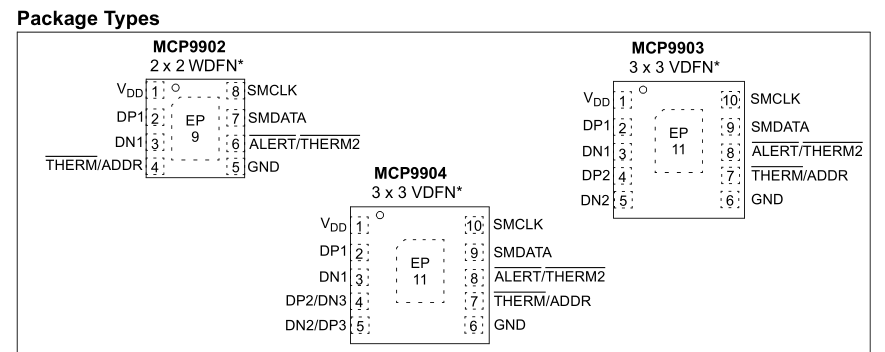 Package Types
MCP9902
2 x 2 WDFN*
VDD 1 8 SMCLK
DP1 2 EP 7 SMDATA
DN1 3 9 6 ALERT/THERM2
THERM/ADDR 4 5 GND
MCP9903
3 x 3 VDFN*
VDD 1 10 SMCLK
DP1 2 EP 9 SMDATA
DN1 3 11 8 ALERT/THERM2
DP2 4 7 THERM/ADDR
DN2 5 6 GND
MCP9904
3 x 3 VDFN*
VDD 1 10 SMCLK
DP1 2 EP 9 SMDATA
DN1 3 11 8 ALERT/THERM2
DP2/DN3 4 7 THERM/ADDR
DN2/DP3 5 6 GND